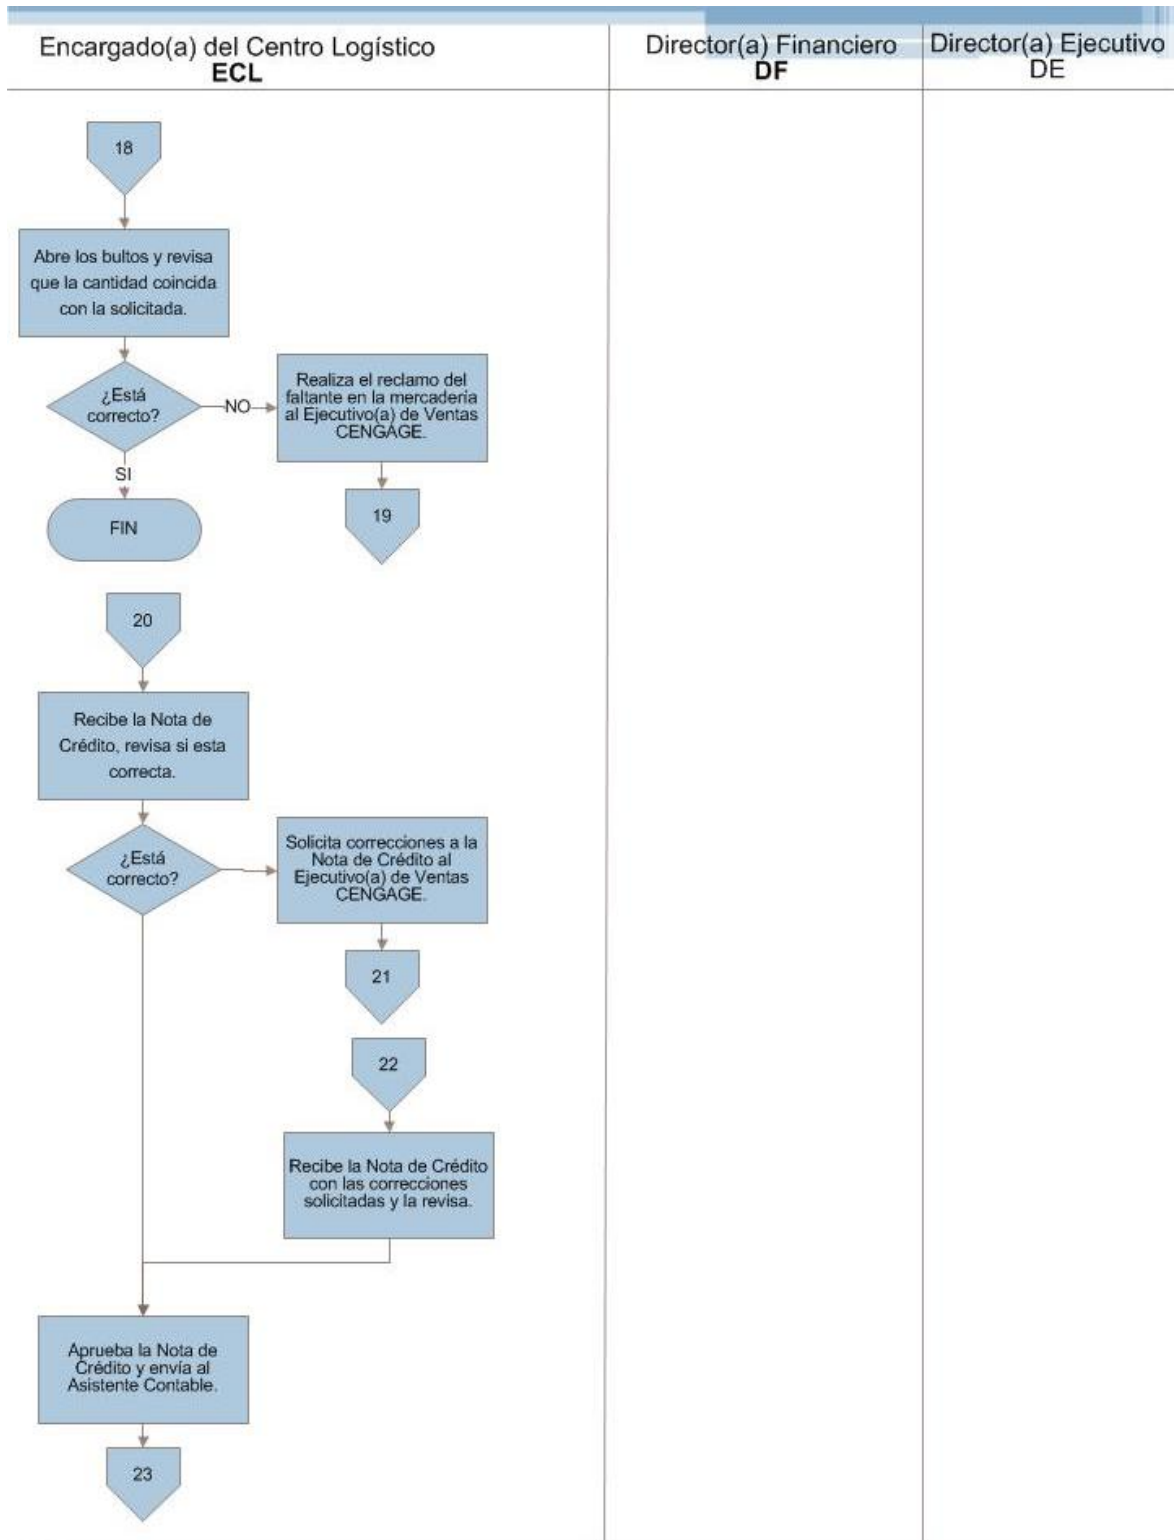 Encargado(a) del Centro Logístico
ECL
Director(a) Financiero
DF
Director(a) Ejecutivo
DE
18
Abre los bultos y revisa
que la cantidad coincida
con la solicitada.
¿Está
correcto?
NO
Realiza el reclamo del
faltante en la mercadería
al Ejecutivo(a) de Ventas
CENGAGE.
SI
19
FIN
20
Recibe la Nota de
Crédito, revisa si esta
correcta.
¿Está
correcto?
Solicita correcciones a la
Nota de Crédito al
Ejecutivo(a) de Ventas
CENGAGE.
21
22
Recibe la Nota de Crédito
con las correcciones
solicitadas y la revisa.
Aprueba la Nota de
Crédito y envía al
Asistente Contable.
23